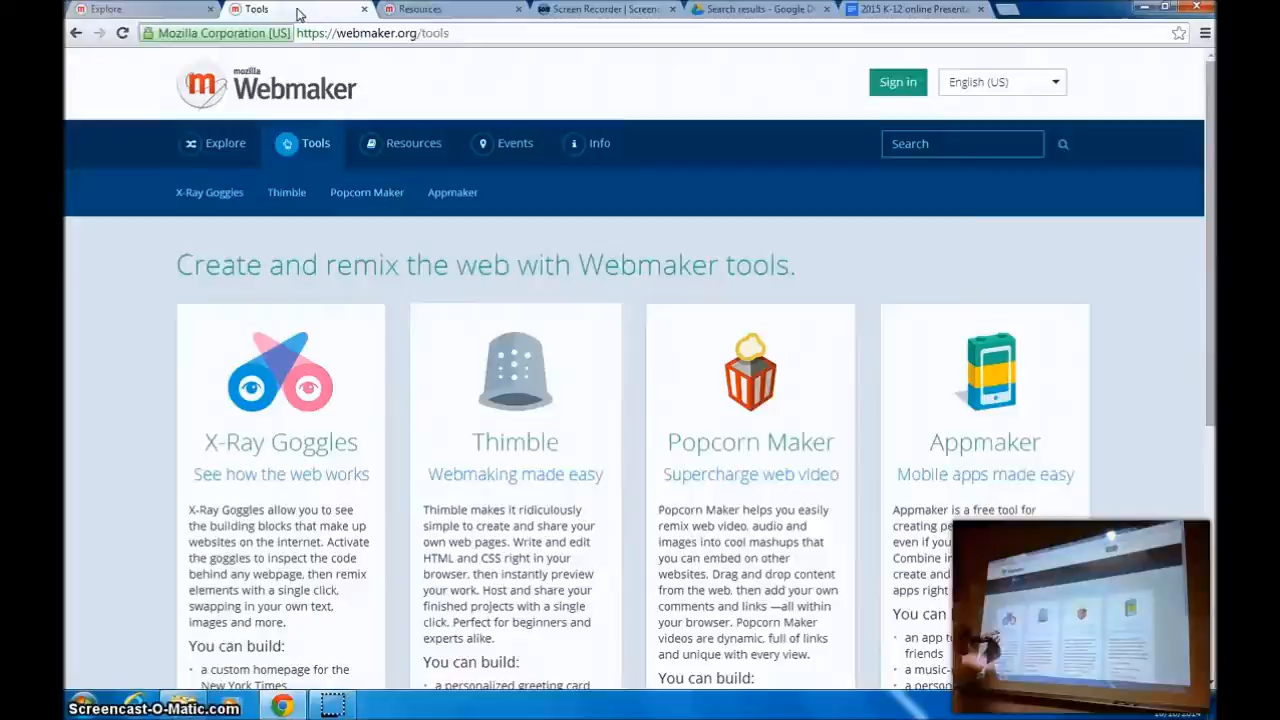 Explore
Tools
Resources
Screen Recorder | Screen
Search results - Google D
2015 K-12 online Present
Mozilla Corporation [US] https://webmaker.org/tools
mozilla
Webmaker
Sign in
English (US)
Explore
Tools
Resources
Events
Info
Search
X-Ray Goggles
Thimble
Popcorn Maker
Appmaker
Create and remix the web with Webmaker tools.
X-Ray Goggles
See how the web works
X-Ray Goggles allow you to see
the building blocks that make up
websites on the internet. Activate
the goggles to inspect the code
behind any webpage, then remix
elements with a single click,
swapping in your own text,
images and more.
You can build:
a custom homepage for the
New York Times
Thimble
Webmaking made easy
Thimble makes it ridiculously
simple to create and share your
own web pages. Write and edit
HTML and CSS right in your
browser, then instantly preview
your work. Host and share your
finished projects with a single
click. Perfect for beginners and
experts alike.
You can build:
a personalized greeting card
Popcorn Maker
Supercharge web video
Popcorn Maker helps you easily
remix web video, audio and
images into cool mashups that
you can embed on other
websites. Drag and drop content
from the web, then add your own
comments and links —all within
your browser. Popcorn Maker
videos are dynamic, full of links
and unique with every view.
You can build:
Appmaker
Mobile apps made easy
Appmaker is a free tool for
creating pe
even if you
Combine
create and
apps right
You can
an app t
friends
a music-
a person
Screencast-O-Matic.com